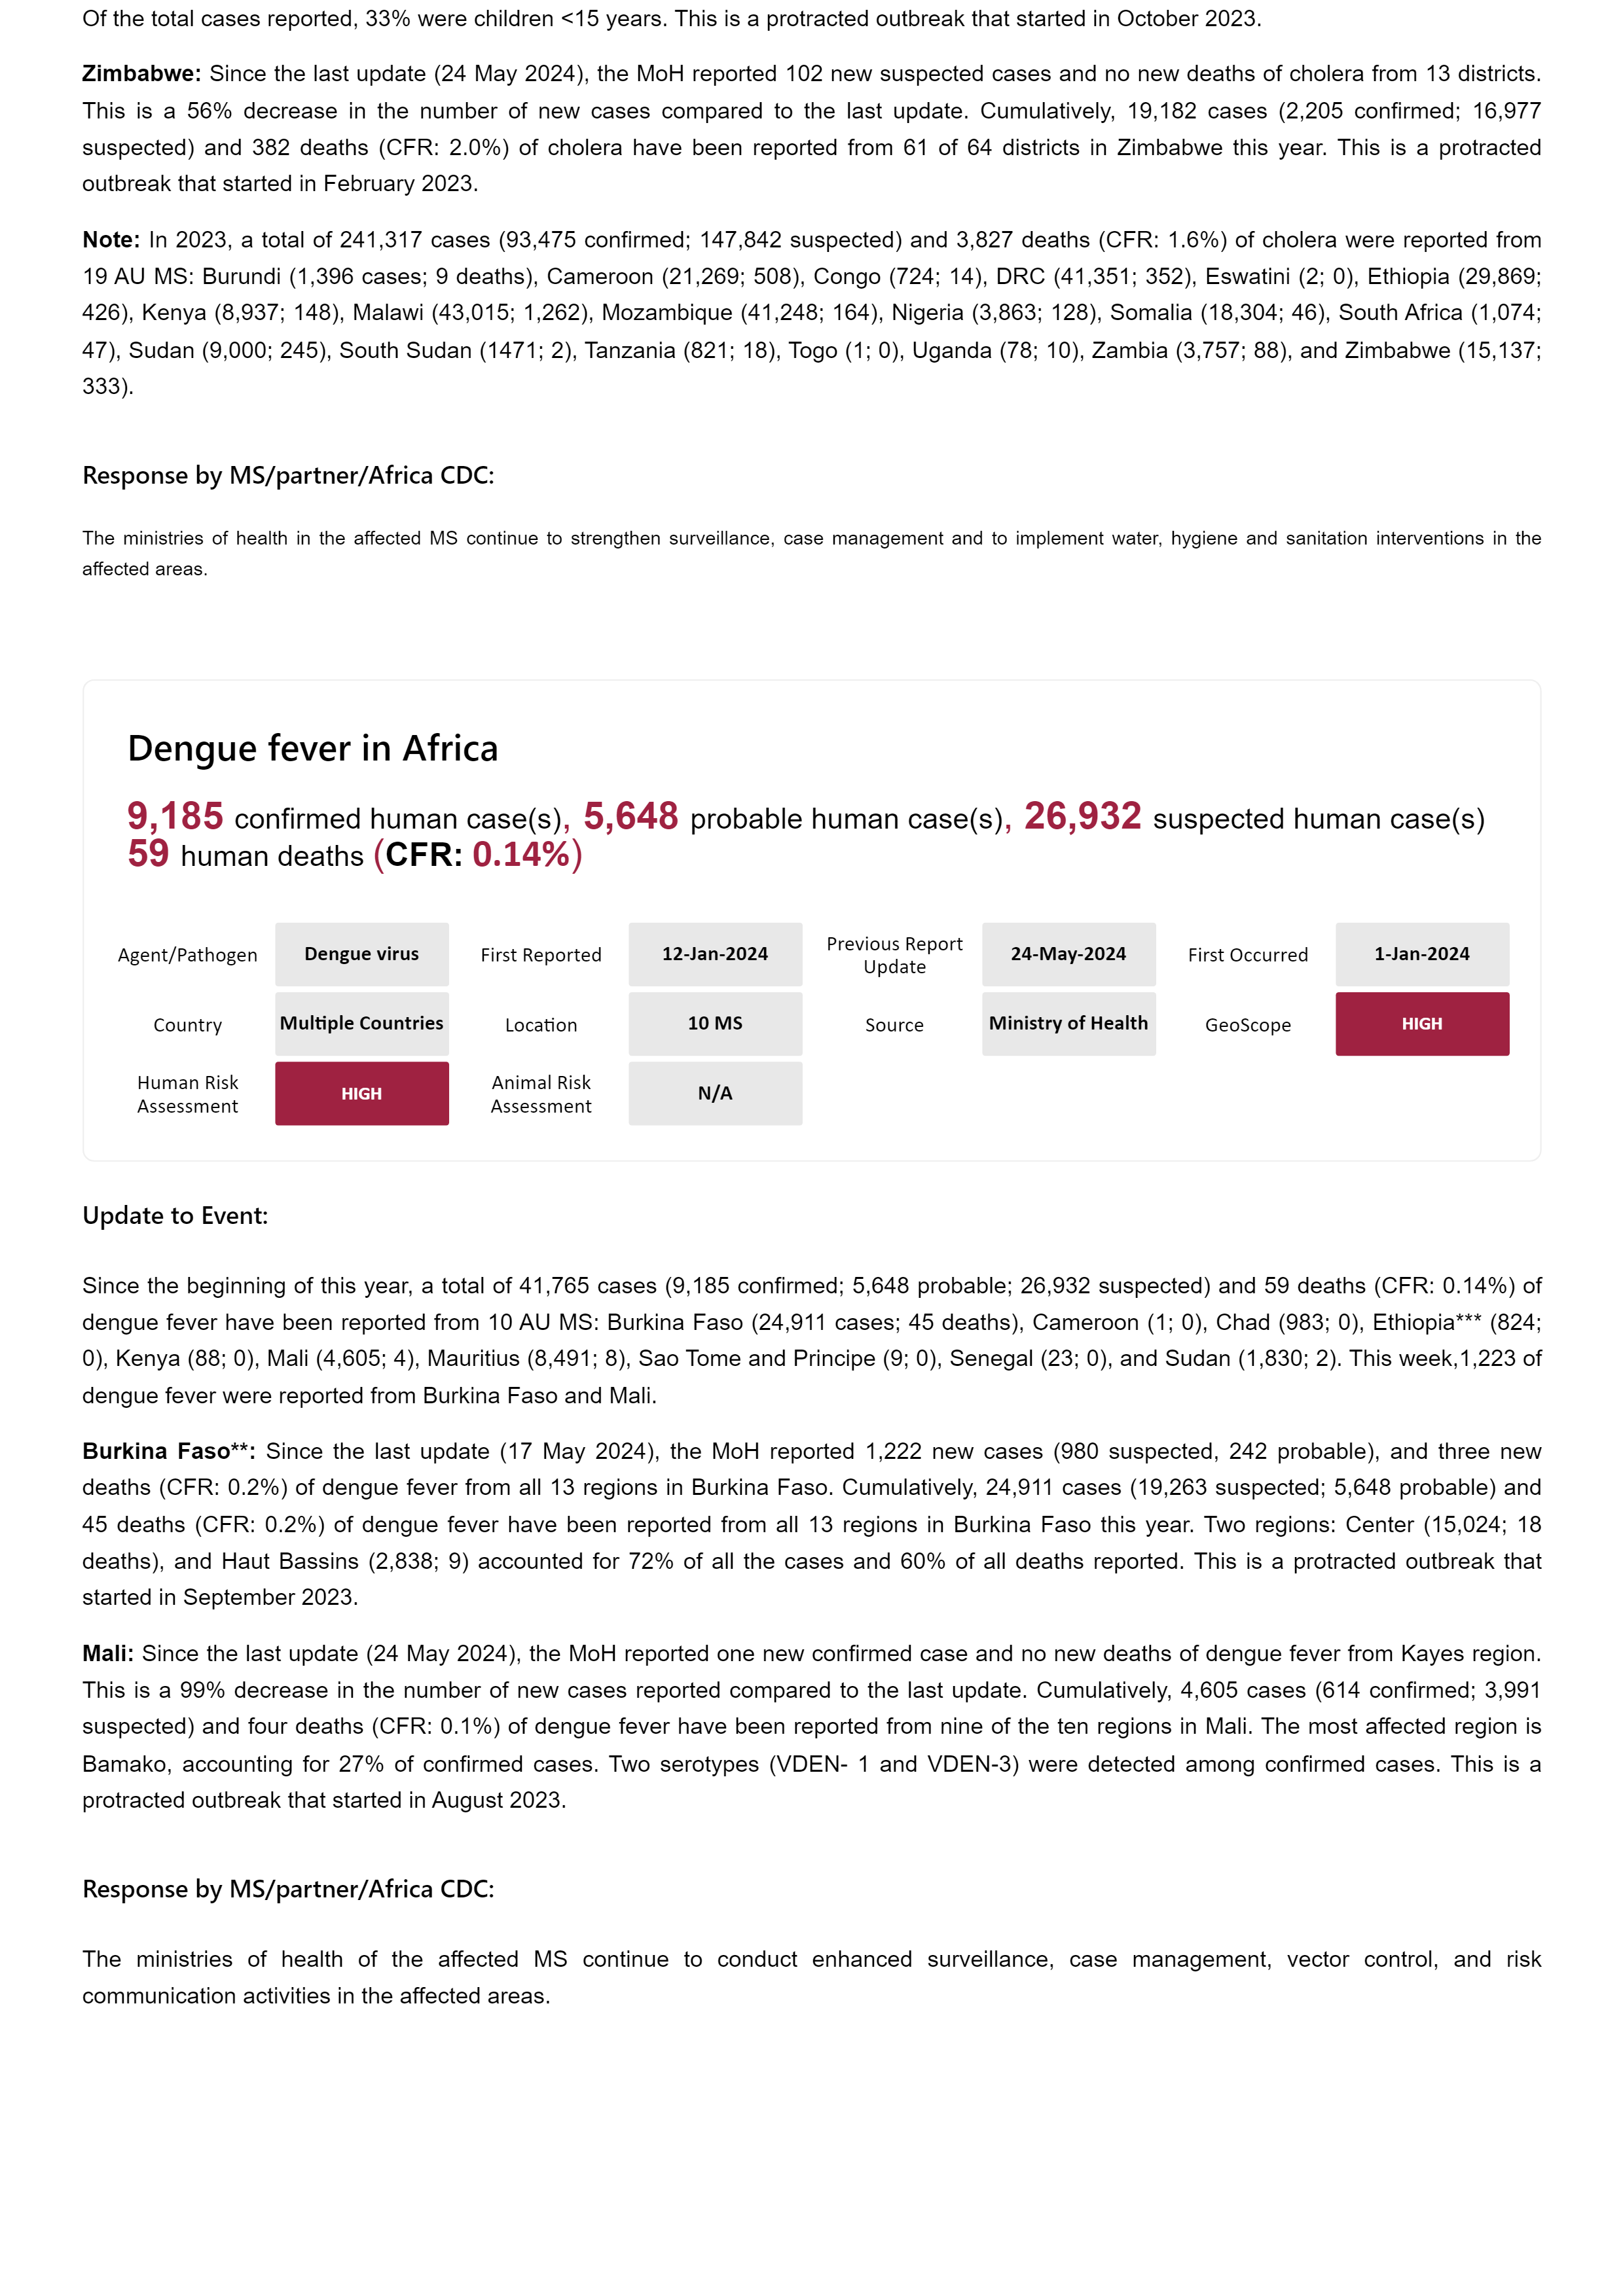 Of the total cases reported, 33% were children <15 years. This is a protracted outbreak that started in October 2023.
Zimbabwe: Since the last update (24 May 2024), the MoH reported 102 new suspected cases and no new deaths of cholera from 13 districts.
This is a 56% decrease in the number of new cases compared to the last update. Cumulatively, 19,182 cases (2,205 confirmed; 16,977
suspected) and 382 deaths (CFR: 2.0%) of cholera have been reported from 61 of 64 districts in Zimbabwe this year. This is a protracted
outbreak that started in February 2023.
Note: In 2023, a total of 241,317 cases (93,475 confirmed; 147,842 suspected) and 3,827 deaths (CFR: 1.6%) of cholera were reported from
19 AU MS: Burundi (1,396 cases; 9 deaths), Cameroon (21,269; 508), Congo (724; 14), DRC (41,351; 352), Eswatini (2; 0), Ethiopia (29,869;
426), Kenya (8,937; 148), Malawi (43,015; 1,262), Mozambique (41,248; 164), Nigeria (3,863; 128), Somalia (18,304; 46), South Africa (1,074;
47), Sudan (9,000; 245), South Sudan (1471; 2), Tanzania (821; 18), Togo (1; 0), Uganda (78; 10), Zambia (3,757; 88), and Zimbabwe (15,137;
333).
Response by MS/partner/Africa CDC:
The ministries of health in the affected MS continue to strengthen surveillance, case management and to implement water, hygiene and sanitation interventions in the
affected areas.
Dengue fever in Africa
9,185 confirmed human case(s), 5,648 probable human case(s), 26,932 suspected human case(s)
59 human deaths (CFR: 0.14%)
Agent/Pathogen Dengue virus First Reported 12-Jan-2024 Previous Report Update 24-May-2024 First Occurred 1-Jan-2024
Country Multiple Countries Location 10 MS Source Ministry of Health GeoScope HIGH
Human Risk Assessment HIGH Animal Risk Assessment N/A
Update to Event:
Since the beginning of this year, a total of 41,765 cases (9,185 confirmed; 5,648 probable; 26,932 suspected) and 59 deaths (CFR: 0.14%) of
dengue fever have been reported from 10 AU MS: Burkina Faso (24,911 cases; 45 deaths), Cameroon (1; 0), Chad (983; 0), Ethiopia*** (824;
0), Kenya (88; 0), Mali (4,605; 4), Mauritius (8,491; 8), Sao Tome and Principe (9; 0), Senegal (23; 0), and Sudan (1,830; 2). This week,1,223 of
dengue fever were reported from Burkina Faso and Mali.
Burkina Faso**: Since the last update (17 May 2024), the MoH reported 1,222 new cases (980 suspected, 242 probable), and three new
deaths (CFR: 0.2%) of dengue fever from all 13 regions in Burkina Faso. Cumulatively, 24,911 cases (19,263 suspected; 5,648 probable) and
45 deaths (CFR: 0.2%) of dengue fever have been reported from all 13 regions in Burkina Faso this year. Two regions: Center (15,024; 18
deaths), and Haut Bassins (2,838; 9) accounted for 72% of all the cases and 60% of all deaths reported. This is a protracted outbreak that
started in September 2023.
Mali: Since the last update (24 May 2024), the MoH reported one new confirmed case and no new deaths of dengue fever from Kayes region.
This is a 99% decrease in the number of new cases reported compared to the last update. Cumulatively, 4,605 cases (614 confirmed; 3,991
suspected) and four deaths (CFR: 0.1%) of dengue fever have been reported from nine of the ten regions in Mali. The most affected region is
Bamako, accounting for 27% of confirmed cases. Two serotypes (VDEN- 1 and VDEN-3) were detected among confirmed cases. This is a
protracted outbreak that started in August 2023.
Response by MS/partner/Africa CDC:
The ministries of health of the affected MS continue to conduct enhanced surveillance, case management, vector control, and risk
communication activities in the affected areas.